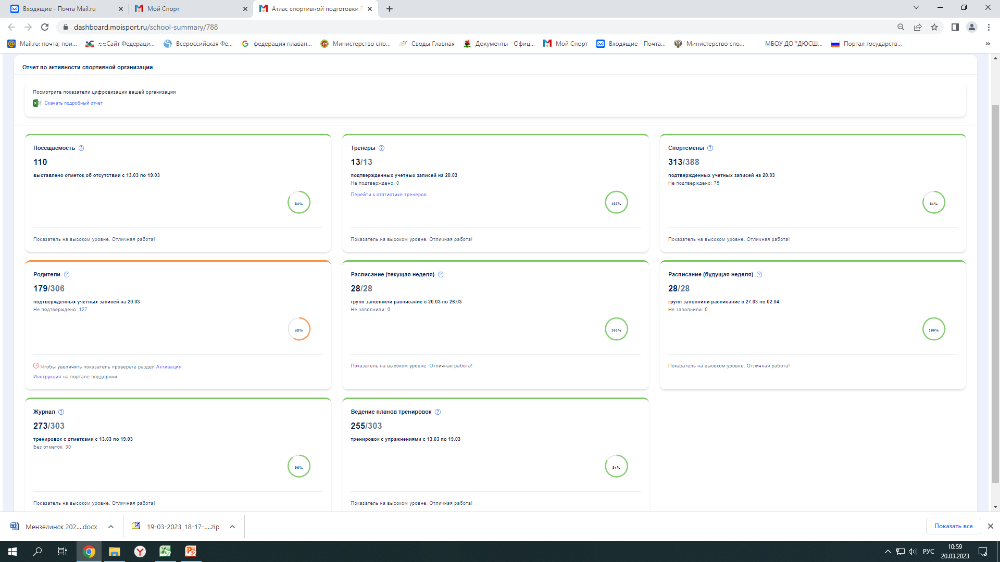 Входящие - Почта Mail.ru
Мой Спорт
Атлас спортивной подготовки
dashboard.moisport.ru/school-summary/788
Mail.ru: почта, пои...
≈≈Сайт Федераци...
Всероссийская Фе...
федерация плаван...
Министерство спо...
Своды Главная
Документы - Офиц...
Мой Спорт
Входящие - Почта...
Министерство спо...
МБОУ ДО "ДЮСШ...
Портал государств...
»
Отчет по активности спортивной организации
Посмотрите показатели цифровизации вашей организации
Скачать подробный отчет
Посещаемость
110
выставлено отметок об отсутствии с 13.03 по 19.03
84%
Показатель на высоком уровне. Отличная работа!
Тренеры
13/13
подтвержденных учетных записей на 20.03
Не подтверждено: 0
Перейти к статистике тренеров
100%
Показатель на высоком уровне. Отличная работа!
Спортсмены
313/388
подтвержденных учетных записей на 20.03
Не подтверждено: 75
81%
Показатель на высоком уровне. Отличная работа!
Родители
179/306
подтвержденных учетных записей на 20.03
Не подтверждено: 127
58%
Чтобы увеличить показатель проверьте раздел Активация.
Инструкция на портале поддержки.
Расписание (текущая неделя)
28/28
групп заполнили расписание с 20.03 по 26.03
Не заполнили: 0
100%
Показатель на высоком уровне. Отличная работа!
Расписание (будущая неделя)
28/28
групп заполнили расписание с 27.03 по 02.04
Не заполнили: 0
100%
Показатель на высоком уровне. Отличная работа!
Журнал
273/303
тренировок с отметками с 13.03 по 19.03
Без отметок: 30
90%
Показатель на высоком уровне. Отличная работа!
Ведение планов тренировок
255/303
тренировок с упражнениями с 13.03 по 19.03
84%
Показатель на высоком уровне. Отличная работа!
Мензелинск 202....docx
19-03-2023_18-17-....zip
Показать все
РУС
10:59
20.03.2023